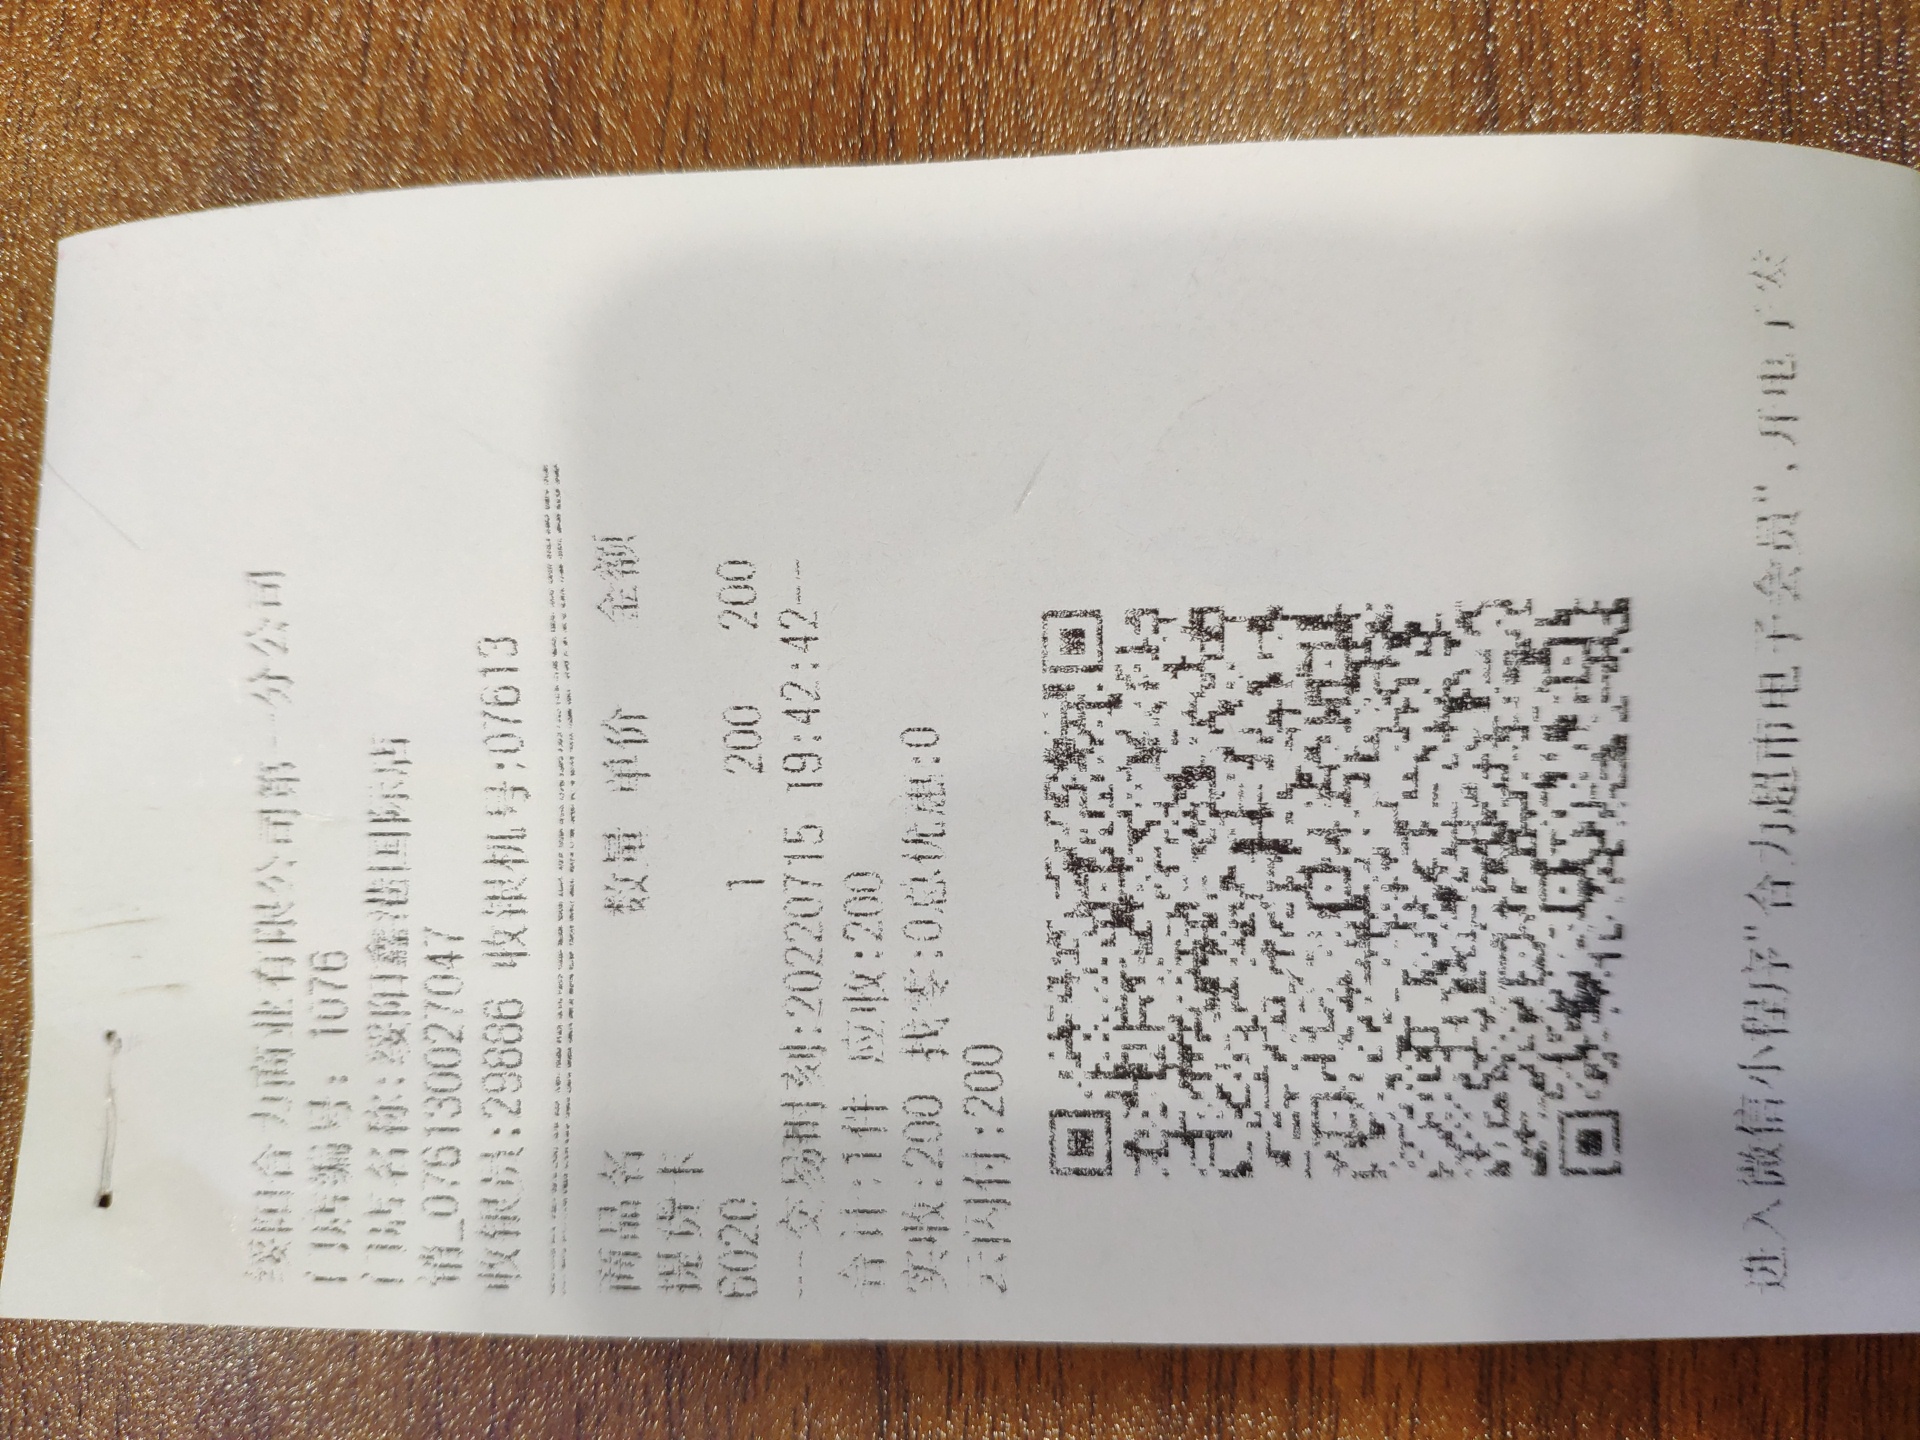 绥阳合力商业有限公司第一分公司
门店编号: 1076
门店名称:绥阳金港国际店
销_076130027047
收银员:29886 收银机号:07613
商品名 数量 单价 金额
提货卡
6020 1 200 200
--交易时刻:20220715 19:42:42--
合计:1件 应收:200
实收:200 找零:0总优惠:0
云闪付:200
进入微信小程序"合力超市电子会员",开电子发